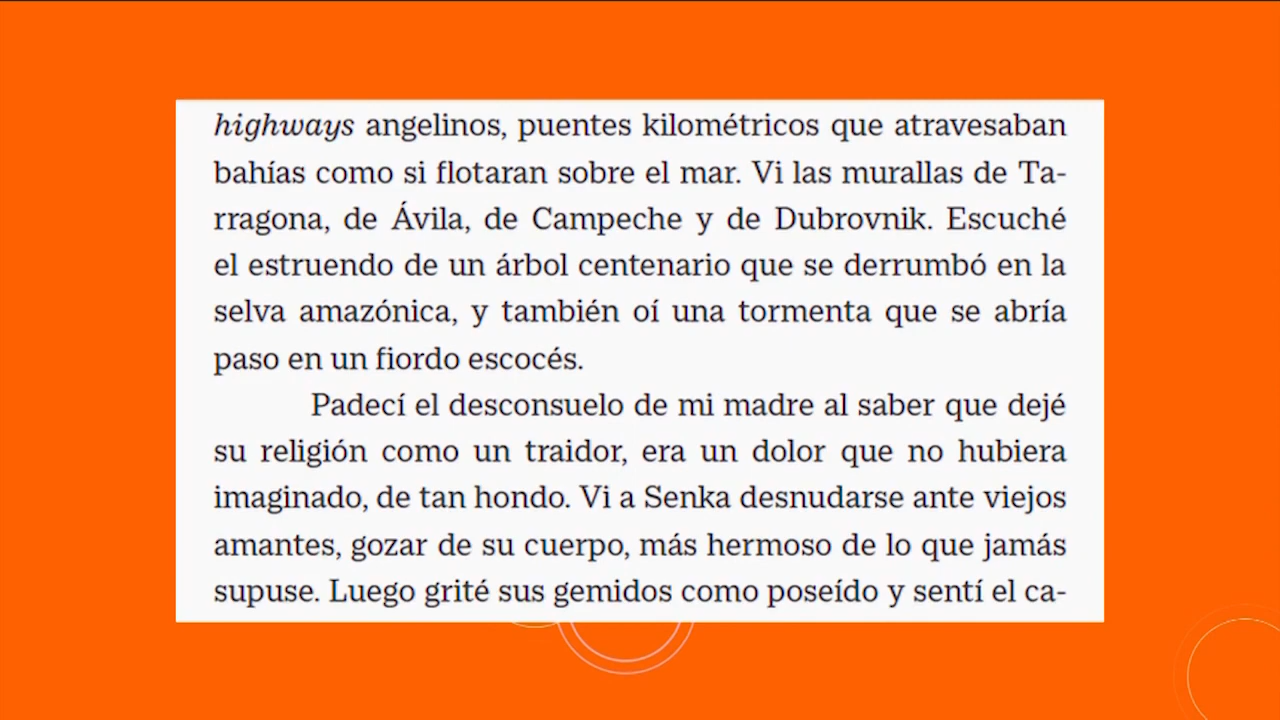 highways angelinos, puentes kilométricos que atravesaban
bahías como si flotaran sobre el mar. Vi las murallas de Ta-
rragona, de Ávila, de Campeche y de Dubrovnik. Escuché
el estruendo de un árbol centenario que se derrumbó en la
selva amazónica, y también oí una tormenta que se abría
paso en un fiordo escocés.
Padecí el desconsuelo de mi madre al saber que dejé
su religión como un traidor, era un dolor que no hubiera
imaginado, de tan hondo. Vi a Senka desnudarse ante viejos
amantes, gozar de su cuerpo, más hermoso de lo que jamás
supuse. Luego grité sus gemidos como poseído y sentí el ca-